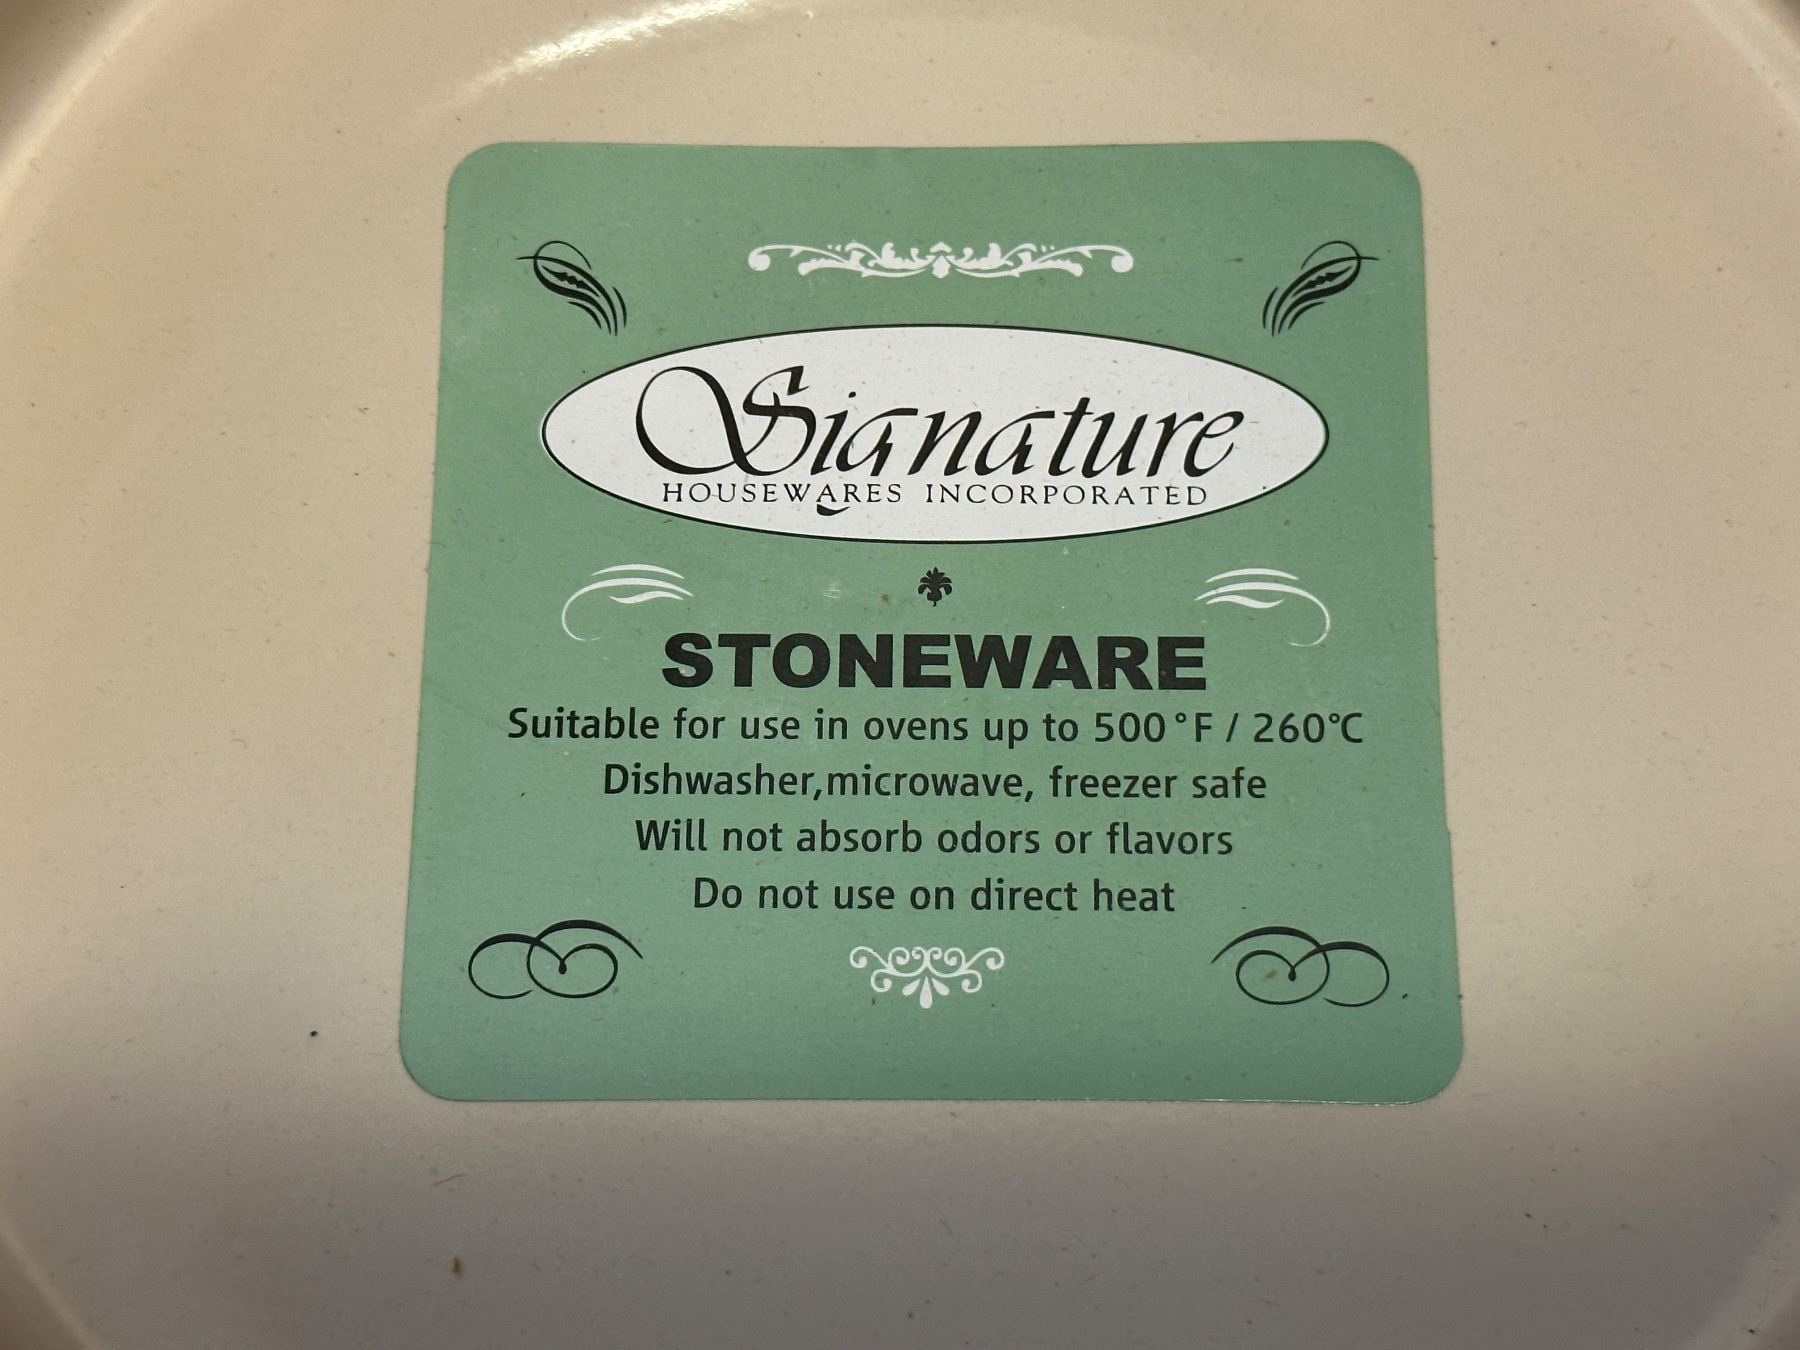 Signature
HOUSEWARES INCORPORATED
STONEWARE
Suitable for use in ovens up to 500°F / 260°C
Dishwasher,microwave, freezer safe
Will not absorb odors or flavors
Do not use on direct heat